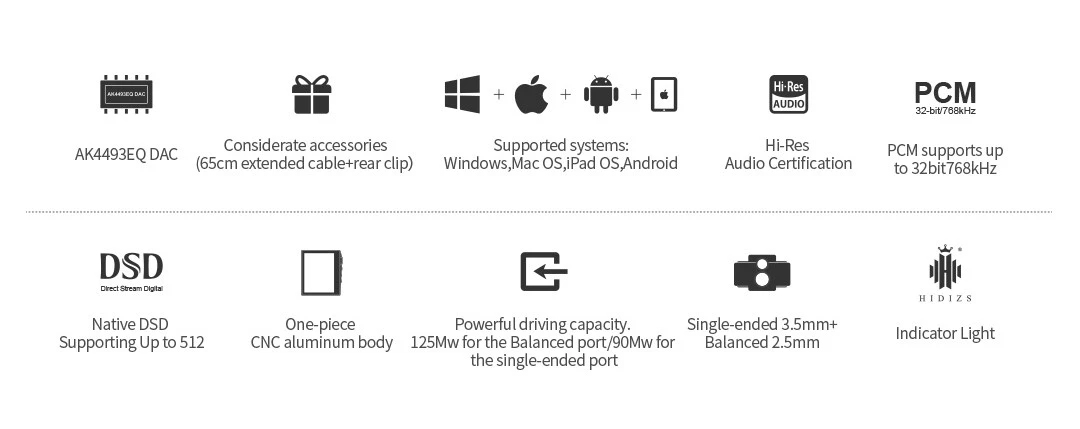 AK4493EQ DAC
AK4493EQ DAC
Considerate accessories
(65cm extended cable+rear clip)
Supported systems:
Windows,Mac OS,iPad OS,Android
Hi-Res
AUDIO
Hi-Res
Audio Certification
PCM
32-bit/768kHz
PCM supports up
to 32bit768kHz
DSD
Direct Stream Digital
Native DSD
Supporting Up to 512
One-piece
CNC aluminum body
Powerful driving capacity.
125Mw for the Balanced port/90Mw for
the single-ended port
Single-ended 3.5mm+
Balanced 2.5mm
®
HIDIZS
Indicator Light